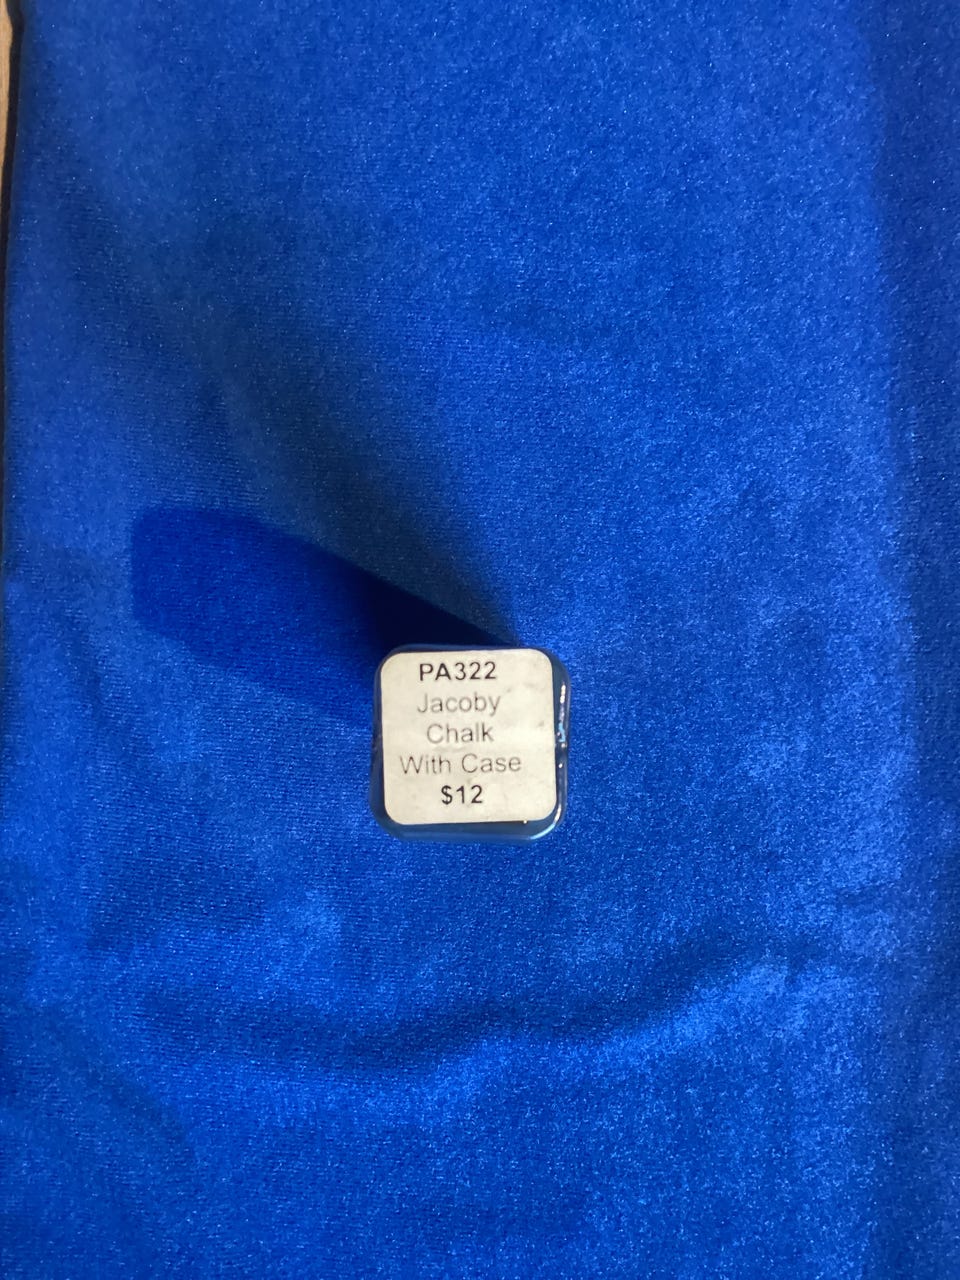 PA322
Jacoby
Chalk
With Case
$12